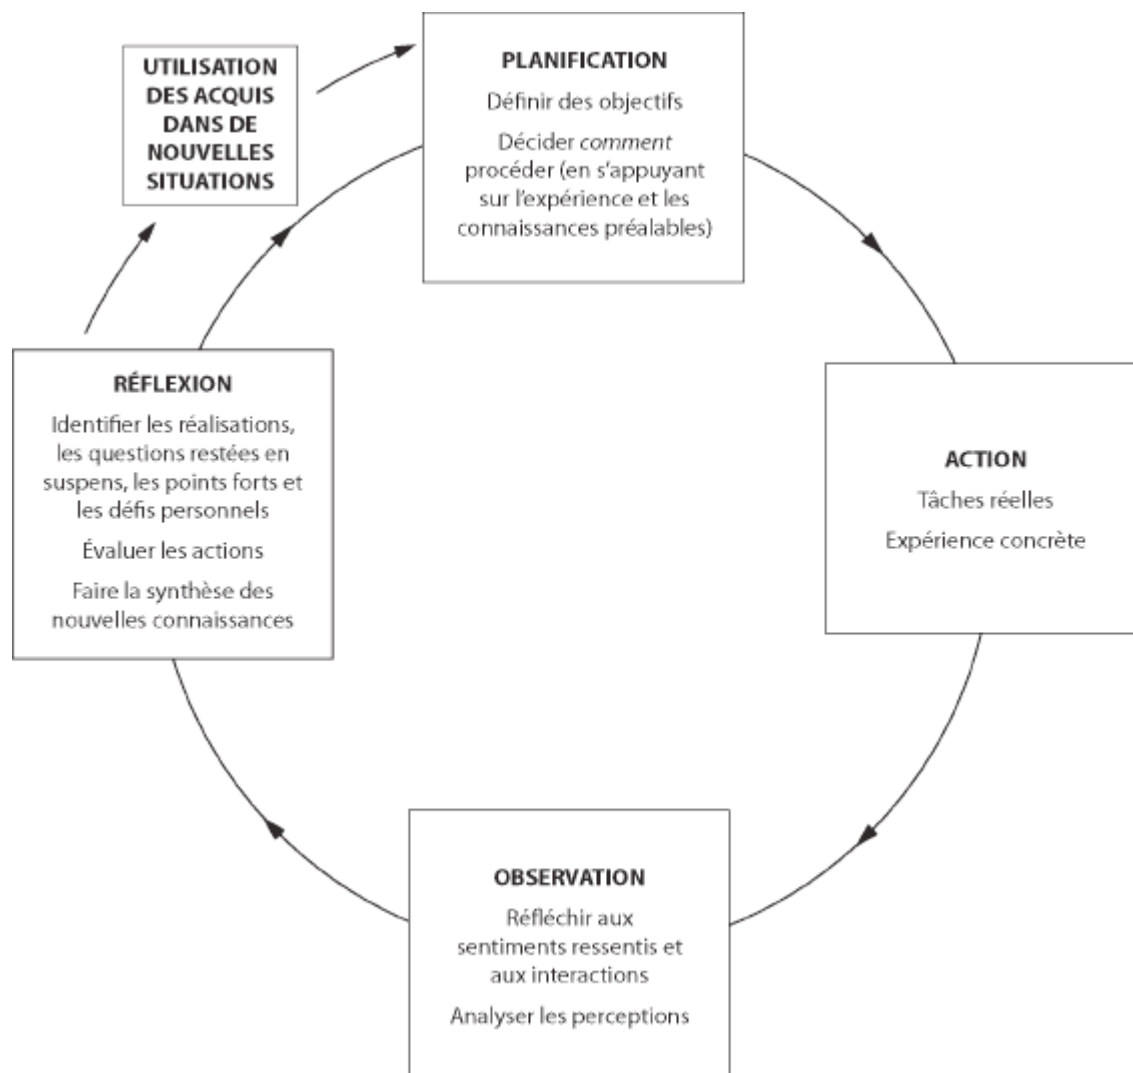 UTILISATION
DES ACQUIS
DANS DE
NOUVELLES
SITUATIONS
PLANIFICATION
Définir des objectifs
Décider comment
procéder (en s'appuyant
sur l'expérience et les
connaissances préalables)
RÉFLEXION
Identifier les réalisations,
les questions restées en
suspens, les points forts et
les défis personnels
Évaluer les actions
Faire la synthèse des
nouvelles connaissances
ACTION
Tâches réelles
Expérience concrète
OBSERVATION
Réfléchir aux
sentiments ressentis et
aux interactions
Analyser les perceptions